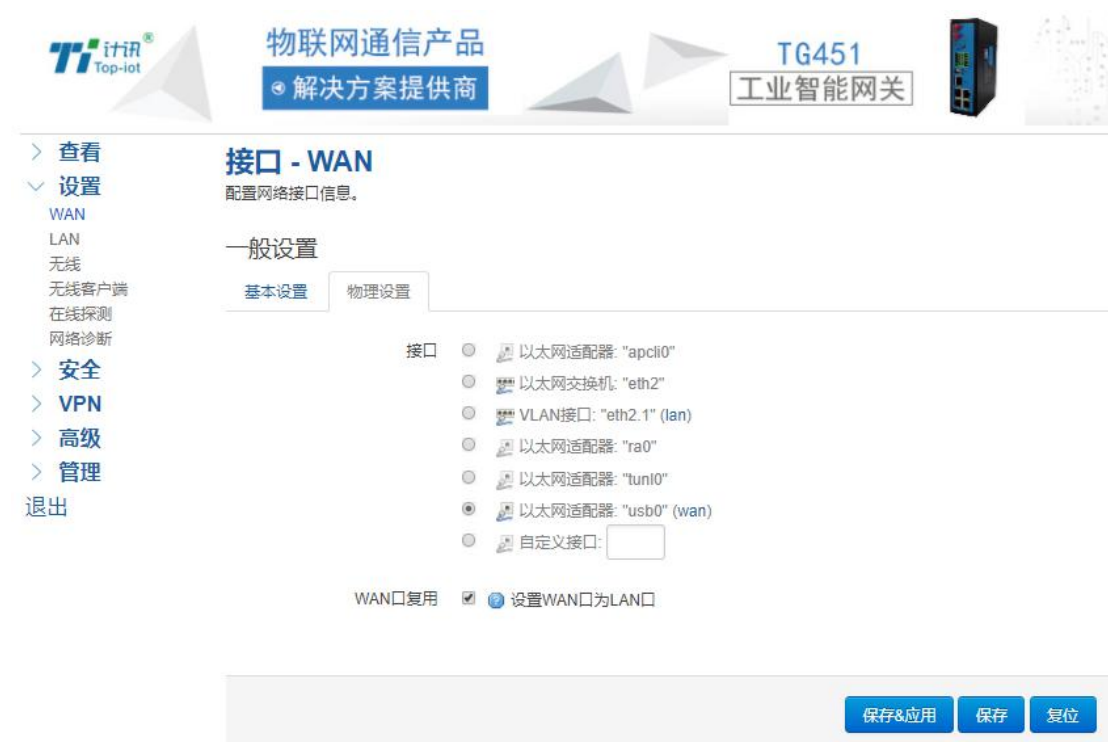 Ti 计讯®
Top-iot
物联网通信产品
解决方案提供商
TG451
工业智能网关
查看
设置
WAN
LAN
无线
无线客户端
在线探测
网络诊断
安全
VPN
高级
管理
退出
接口 - WAN
配置网络接口信息。
一般设置
基本设置 物理设置
接口 以太网适配器: "apcli0"
以太网交换机: "eth2"
VLAN接口: "eth2.1" (lan)
以太网适配器: "ra0"
以太网适配器: "tunl0"
以太网适配器: "usb0" (wan)
自定义接口:
WAN口复用 设置WAN口为LAN口
保存&应用 保存 复位